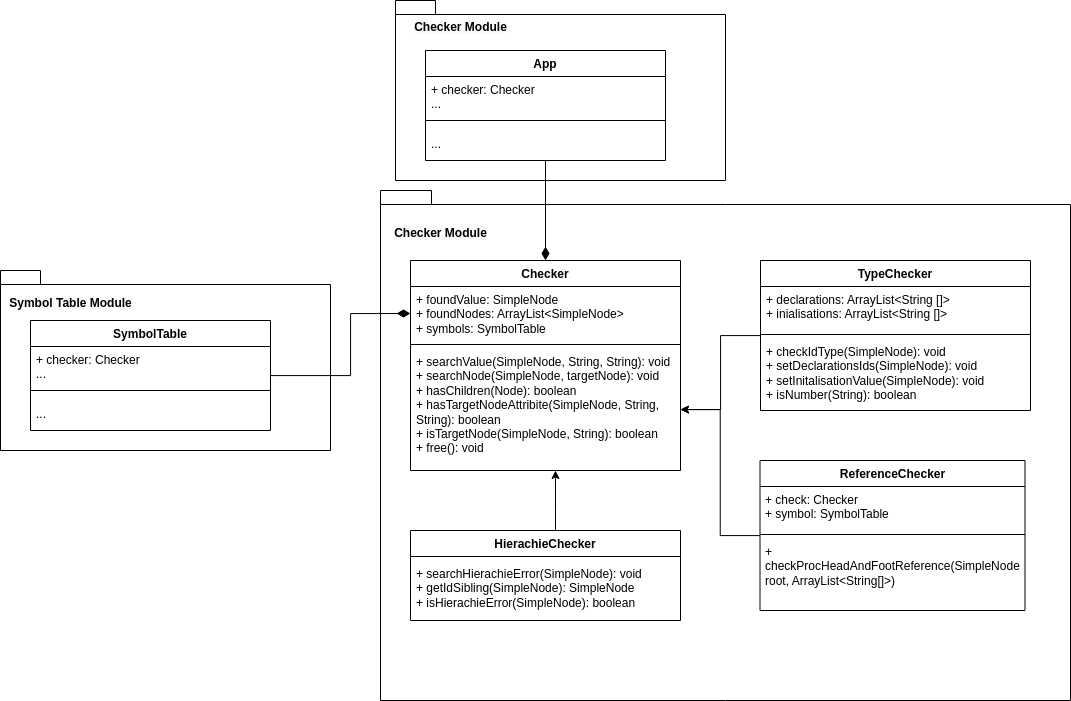 Checker Module
App
+ checker: Checker
...
...
Checker Module
Symbol Table Module
SymbolTable
+ checker: Checker
...
...
Checker
+ foundValue: SimpleNode
+ foundNodes: ArrayList<SimpleNode>
+ symbols: SymbolTable
+ searchValue(SimpleNode, String, String): void
+ searchNode(SimpleNode, targetNode): void
+ hasChildren(Node): boolean
+ hasTargetNodeAttribite(SimpleNode, String,
String): boolean
+ isTargetNode(SimpleNode, String): boolean
+ free(): void
TypeChecker
+ declarations: ArrayList<String []>
+ inialisations: ArrayList<String []>
+ checkIdType(SimpleNode): void
+ setDeclarationsIds(SimpleNode): void
+ setInitalisationValue(SimpleNode): void
+ isNumber(String): boolean
HierachieChecker
+ searchHierachieError(SimpleNode): void
+ getIdSibling(SimpleNode): SimpleNode
+ isHierachieError(SimpleNode): boolean
ReferenceChecker
+ check: Checker
+ symbol: SymbolTable
+
checkProcHeadAndFootReference(SimpleNode
root, ArrayList<String[]>)